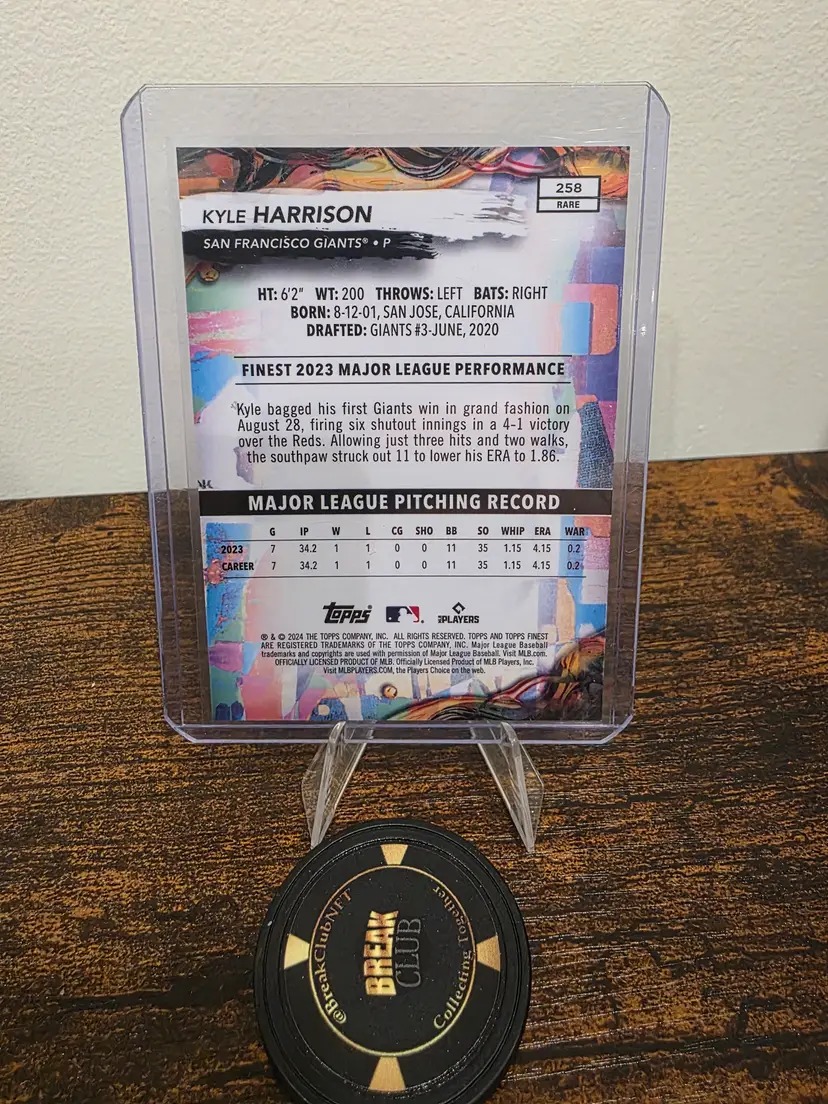 258
RARE
KYLE HARRISON
SAN FRANCISCO GIANTS® • P
HT: 6'2" WT: 200 THROWS: LEFT BATS: RIGHT
BORN: 8-12-01, SAN JOSE, CALIFORNIA
DRAFTED: GIANTS #3-JUNE, 2020
FINEST 2023 MAJOR LEAGUE PERFORMANCE
Kyle bagged his first Giants win in grand fashion on
August 28, firing six shutout innings in a 4-1 victory
over the Reds. Allowing just three hits and two walks,
the southpaw struck out 11 to lower his ERA to 1.86.
MAJOR LEAGUE PITCHING RECORD
G IP W L CG SHO BB SO WHIP ERA WAR
2023 7 34.2 1 1 0 0 11 35 1.15 4.15 0.2
CAREER 7 34.2 1 1 0 0 11 35 1.15 4.15 0.2
Topps ® MLB PLAYERS
® & © 2024 THE TOPPS COMPANY, INC. ALL RIGHTS RESERVED. TOPPS AND TOPPS FINEST
ARE REGISTERED TRADEMARKS OF THE TOPPS COMPANY, INC. Major League Baseball
trademarks and copyrights are used with permission of Major League Baseball. Visit MLB.com.
OFFICIALLY LICENSED PRODUCT OF MLB. Officially Licensed Product of MLB Players, Inc.
Visit MLBPLAYERS.COM, the Players Choice on the web.
@BreakClubNFT
BREAK
CLUB
Collecting Together